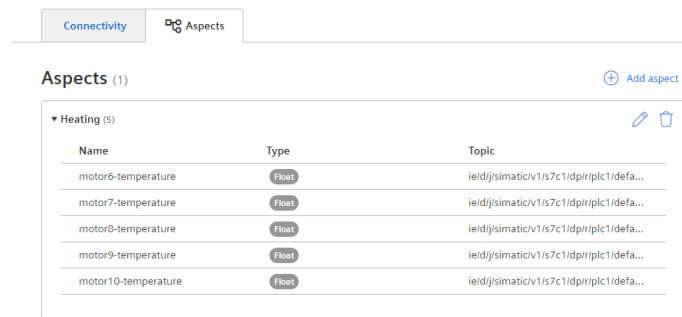 Connectivity Aspects
Aspects (1) Add aspect
Heating (5)
Name Type Topic
motor6-temperature Float ie/d/j/simatic/v1/s7c1/dp/r/plc1/defa...
motor7-temperature Float ie/d/j/simatic/v1/s7c1/dp/r/plc1/defa...
motor8-temperature Float ie/d/j/simatic/v1/s7c1/dp/r/plc1/defa...
motor9-temperature Float ie/d/j/simatic/v1/s7c1/dp/r/plc1/defa...
motor10-temperature Float ie/d/j/simatic/v1/s7c1/dp/r/plc1/defa...